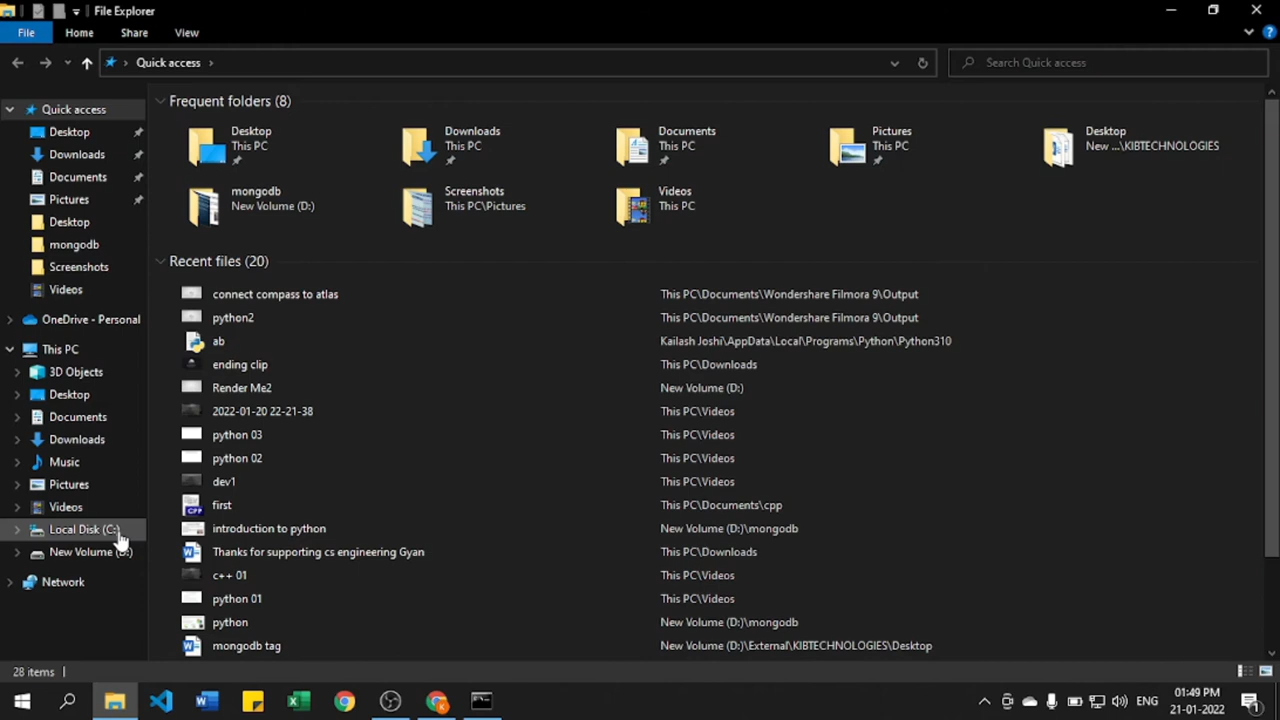 File Explorer
File
Home
Share
View
Quick access
Search Quick access
Quick access
Desktop
Downloads
Documents
Pictures
Desktop
mongodb
Screenshots
Videos
OneDrive - Personal
This PC
3D Objects
Desktop
Documents
Downloads
Music
Pictures
Videos
Local Disk (C:)
New Volume (D:)
Network
Frequent folders (8)
Desktop
This PC
Downloads
This PC
Documents
This PC
Pictures
This PC
Desktop
New ...\KIBTECHNOLOGIES
mongodb
New Volume (D:)
Screenshots
This PC\Pictures
Videos
This PC
Recent files (20)
connect compass to atlas This PC\Documents\Wondershare Filmora 9\Output
python2 This PC\Documents\Wondershare Filmora 9\Output
ab Kailash Joshi\AppData\Local\Programs\Python\Python310
ending clip This PC\Downloads
Render Me2 New Volume (D:)
2022-01-20 22-21-38 This PC\Videos
python 03 This PC\Videos
python 02 This PC\Videos
dev1 This PC\Videos
first This PC\Documents\cpp
introduction to python New Volume (D:)\mongodb
Thanks for supporting cs engineering Gyan This PC\Downloads
c++ 01 This PC\Videos
python 01 This PC\Videos
python New Volume (D:)\mongodb
mongodb tag New Volume (D:)\External\KIBTECHNOLOGIES\Desktop
28 items
ENG
01:49 PM
21-01-2022